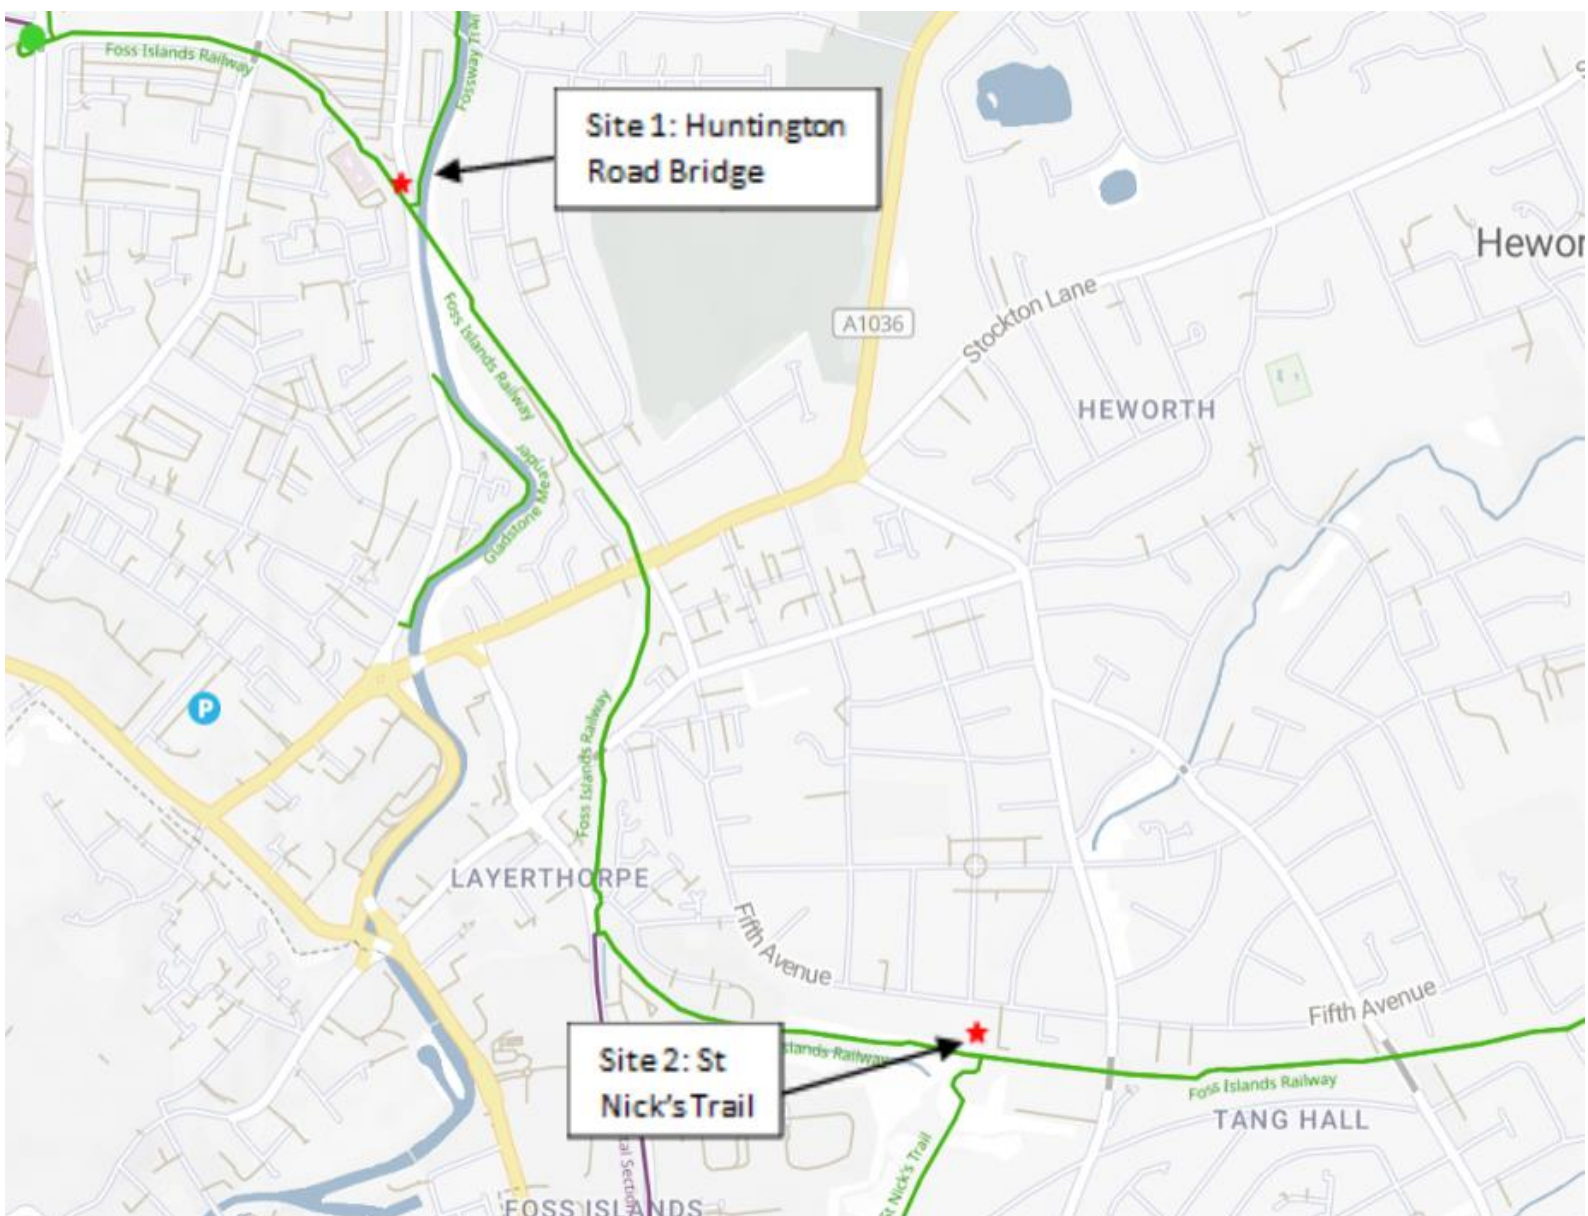 Foss Islands Railway
Fossway Trail
Site 1: Huntington
Road Bridge
Hewor
A1036
Stockton Lane
Foss Islands Railway
HEWORTH
Gladstone Meander
P
Foss Islands Railway
LAYERTHORPE
Fifth Avenue
Fifth Avenue
Site 2: St
Nick's Trail
slands Railway
Foss Islands Railway
TANG HALL
St Nick's Trail
FOSS ISLANDS